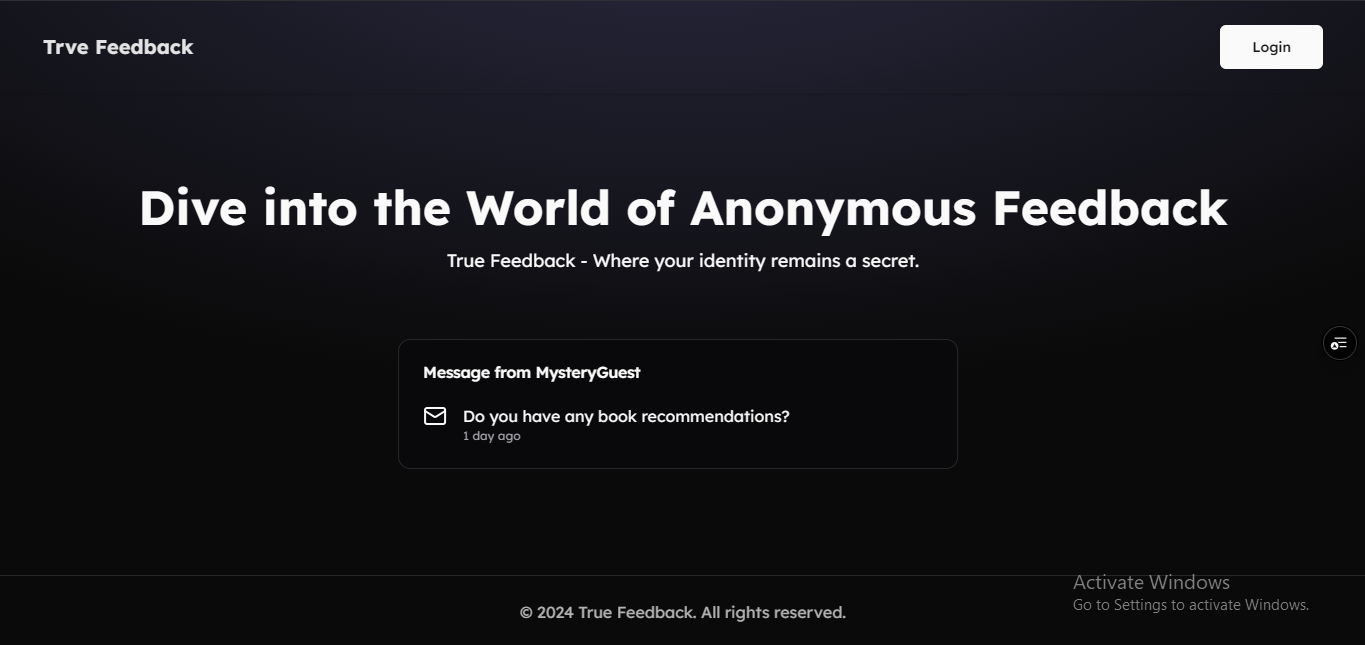 Trve Feedback
Login
Dive into the World of Anonymous Feedback
True Feedback - Where your identity remains a secret.
Message from MysteryGuest
Do you have any book recommendations?
1 day ago
© 2024 True Feedback. All rights reserved.
Activate Windows
Go to Settings to activate Windows.